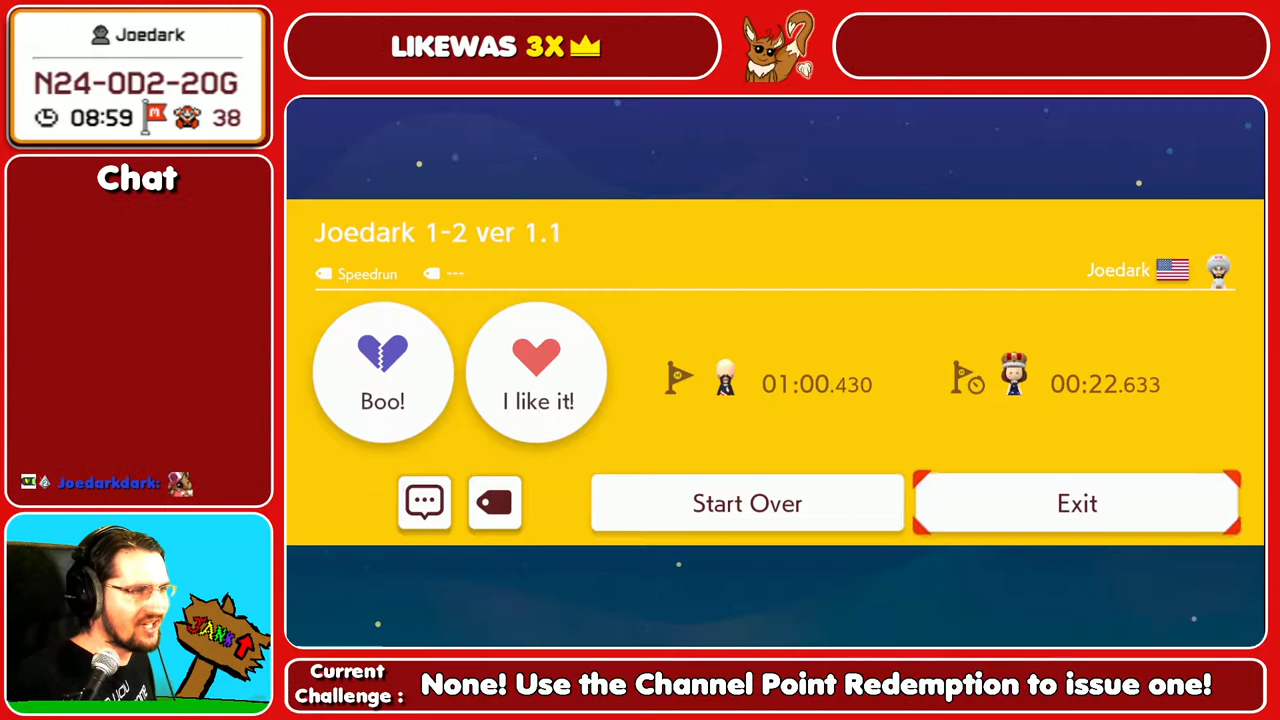 Joedark
N24-0D2-20G
08:59 38
LIKEWAS 3X
Chat
Joedarkdark:
Joedark 1-2 ver 1.1
Speedrun ---
Joedark
Boo!
I like it!
01:00.430
00:22.633
Start Over
Exit
JANK
Current
Challenge :
None! Use the Channel Point Redemption to issue one!